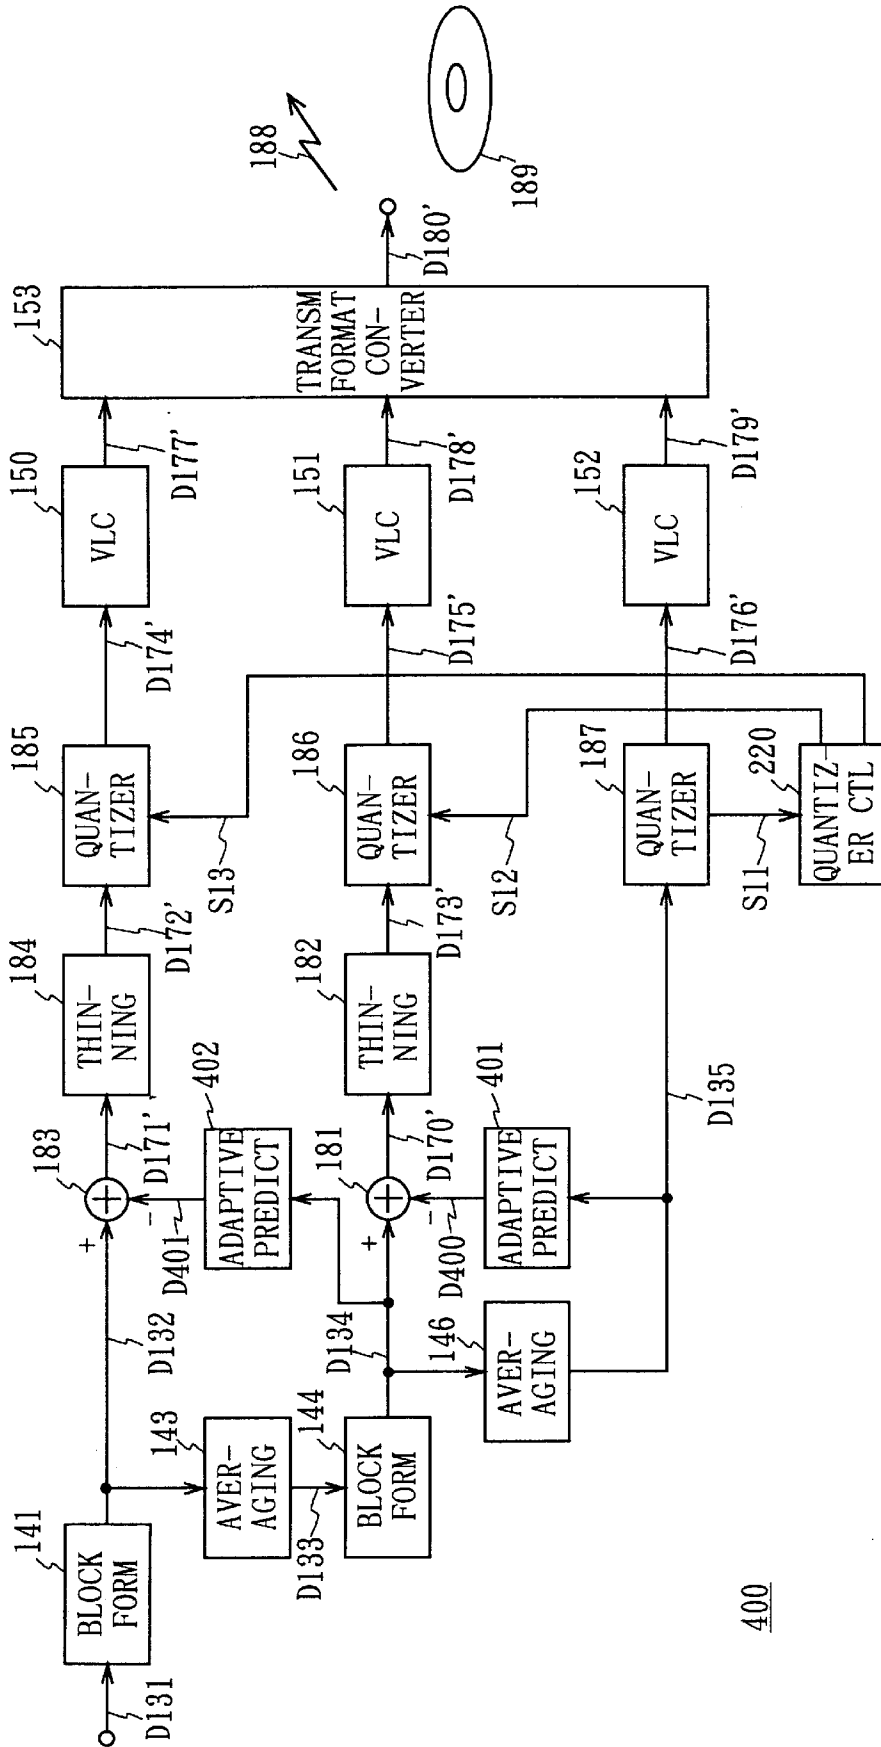 D131
141
BLOCK
FORM
D132
143
AVER-
AGING
D133
144
BLOCK
FORM
D134
146
AVER-
AGING
+
183
−
D401
402
ADAPTIVE
PREDICT
+
181
−
D400
401
ADAPTIVE
PREDICT
D135
D171'
184
THIN-
NING
D172'
D170'
182
THIN-
NING
D173'
185
QUAN-
TIZER
S13
186
QUAN-
TIZER
S12
187
QUAN-
TIZER
S11
220
QUANTIZ-
ER CTL
D174'
150
VLC
D177'
D175'
151
VLC
D178'
D176'
152
VLC
D179'
153
TRANSM
FORMAT
CON-
VERTER
D180'
188
189
400